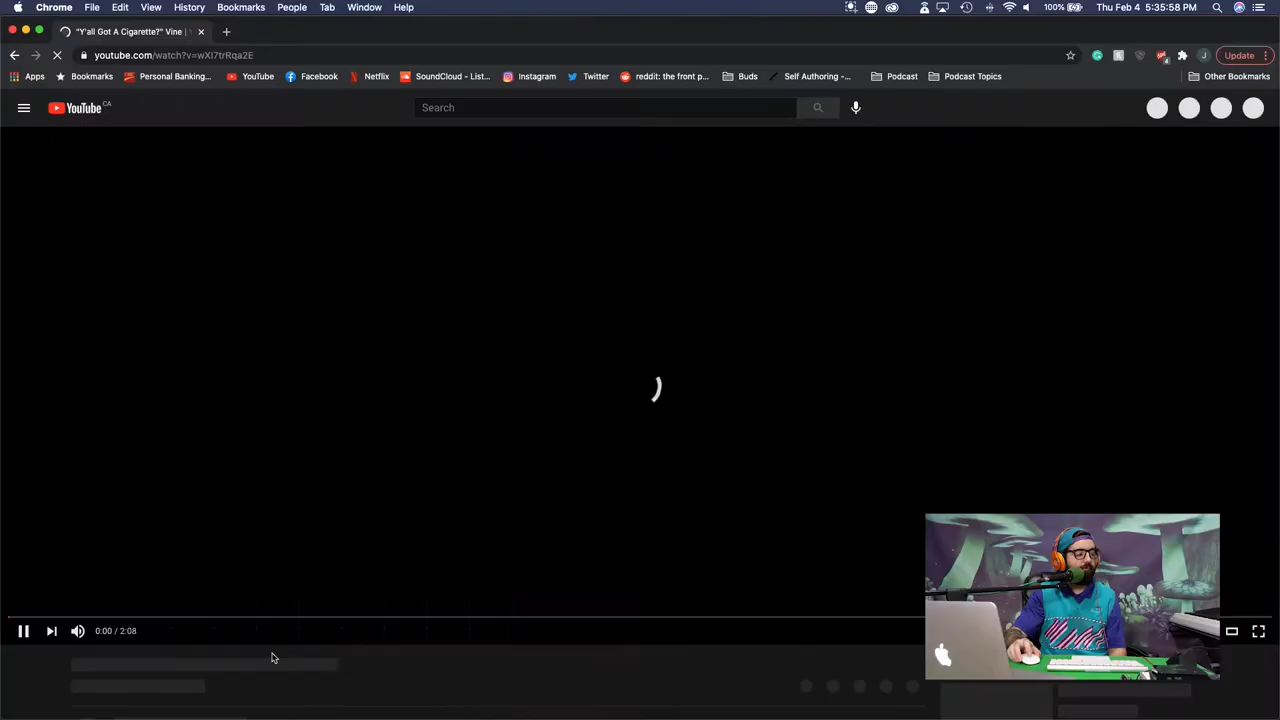 Chrome File Edit View History Bookmarks People Tab Window Help 100% Thu Feb 4 5:35:58 PM
"Y'all Got A Cigarette?" Vine |
youtube.com/watch?v=wXI7trRqa2E Update
Apps Bookmarks Personal Banking... YouTube Facebook Netflix SoundCloud - List... Instagram Twitter reddit: the front p... Buds Self Authoring -... Podcast Podcast Topics Other Bookmarks
YouTube CA Search
0:00 / 2:08